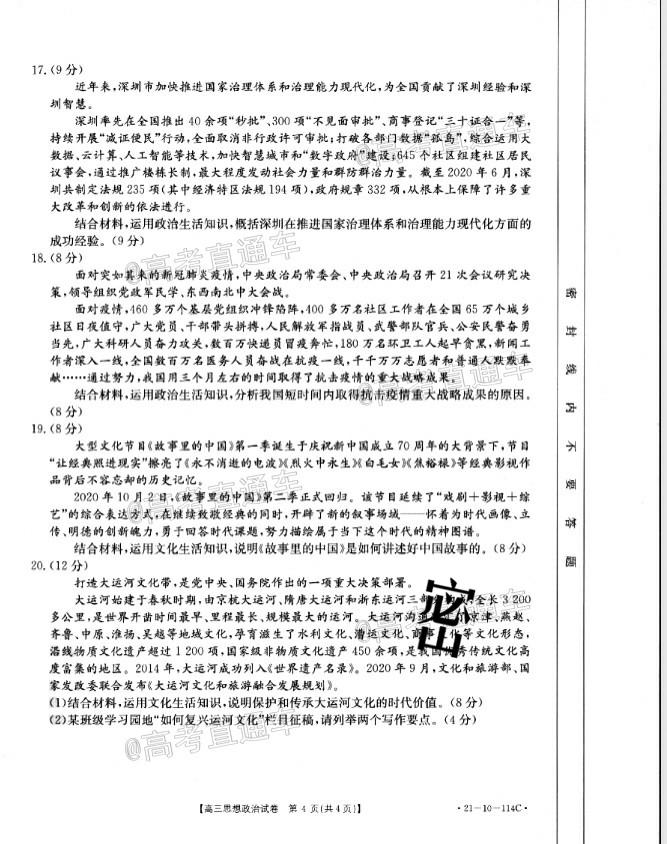 17.(9分)
近年来,深圳市加快推进国家治理体系和治理能力现代化,为全国贡献了深圳经验和深
圳智慧。
深圳率先在全国推出40余项“秒批”、300项“不见面审批”、商事登记“三十证合一”等,
持续开展“减证便民”行动,全面取消非行政许可审批;打破各部门数据“孤岛”,综合运用大
数据、云计算、人工智能等技术,加快智慧城市和“数字政府”建设;645个社区组建社区居民
议事会,通过推广楼栋长制,最大程度发动社会力量和群防群治力量。截至2020年6月,深
圳共制定法规235项(其中经济特区法规194项),政府规章332项,从根本上保障了许多重
大改革和创新的依法进行。
结合材料,运用政治生活知识,概括深圳在推进国家治理体系和治理能力现代化方面的
成功经验。(9分)
18.(8分)
面对突如其来的新冠肺炎疫情,中央政治局常委会、中央政治局召开21次会议研究决
策,领导组织党政军民学、东西南北中大会战。
面对疫情,460多万个基层党组织冲锋陷阵,400多万名社区工作者在全国65万个城乡
社区日夜值守,广大党员、干部带头拼搏,人民解放军指战员、武警部队官兵、公安民警奋勇
当先,广大科研人员奋力攻关,数百万快递员冒疫奔忙,180万名环卫工人起早贪黑,新闻工
作者深入一线,全国数百万名医务人员奋战在抗疫一线,千千万万志愿者和普通人默默奉
献……通过努力,我国用三个月左右的时间取得了抗击疫情的重大战略成果。
结合材料,运用政治生活知识,分析我国短时间内取得抗击疫情重大战略成果的原因。
(8分)
19.(8分)
大型文化节目《故事里的中国》第一季诞生于庆祝新中国成立70周年的大背景下,节目
“让经典照进现实”擦亮了《永不消逝的电波》《烈火中永生》《白毛女》《焦裕禄》等经典影视作
品背后不容忘却的历史记忆。
2020年10月2日,《故事里的中国》第二季正式回归。该节目延续了“戏剧+影视+综
艺”的综合表达方式,在继续致敬经典的同时,开辟了新的叙事场域——怀着为时代画像、立
传、明德的创新魄力,勇于回答时代课题,努力描绘属于当下这个时代的精神图谱。
结合材料,运用文化生活知识,说明《故事里的中国》是如何讲述好中国故事的。(8分)
20.(12分)
打造大运河文化带,是党中央、国务院作出的一项重大决策部署。
大运河始建于春秋时期,由京杭大运河、隋唐大运河和浙东运河三部 全长3200
多公里,是世界开凿时间最早、里程最长、规模最大的运河。大运河沟通 京津、燕赵、
齐鲁、中原、淮扬、吴越等地域文化,孕育滋生了水利文化、漕运文化、商事 化等文化形态,
沿线物质文化遗产超过1200项,国家级非物质文化遗产450余项,是我国优秀传统文化高
度富集的地区。2014年,大运河成功列入《世界遗产名录》。2020年9月,文化和旅游部、国
家发改委联合发布《大运河文化和旅游融合发展规划》。
(1)结合材料,运用文化生活知识,说明保护和传承大运河文化的时代价值。(8分)
(2)某班级学习园地“如何复兴运河文化”栏目征稿,请列举两个写作要点。(4分)
【高三思想政治试卷 第4页(共4页)】
·21-10-114C·
密封线内不要答题
@高考直通车
@高考直通车
@高考直通车
@高考直通车
@高考直通车